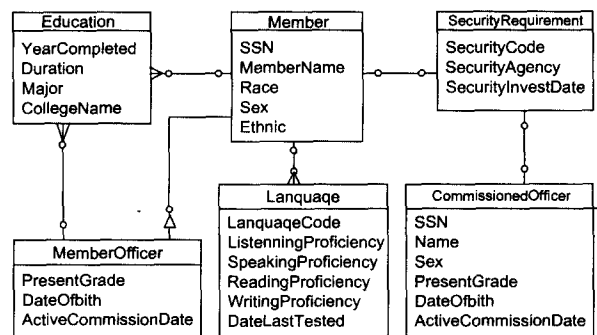 Education
YearCompleted
Duration
Major
CollegeName
Member
SSN
MemberName
Race
Sex
Ethnic
SecurityRequirement
SecurityCode
SecurityAgency
SecurityInvestDate
MemberOfficer
PresentGrade
DateOfbith
ActiveCommissionDate
Lanquaqe
LanquaqeCode
ListenningProficiency
SpeakingProficiency
ReadingProficiency
WritingProficiency
DateLastTested
CommissionedOfficer
SSN
Name
Sex
PresentGrade
DateOfbith
ActiveCommissionDate